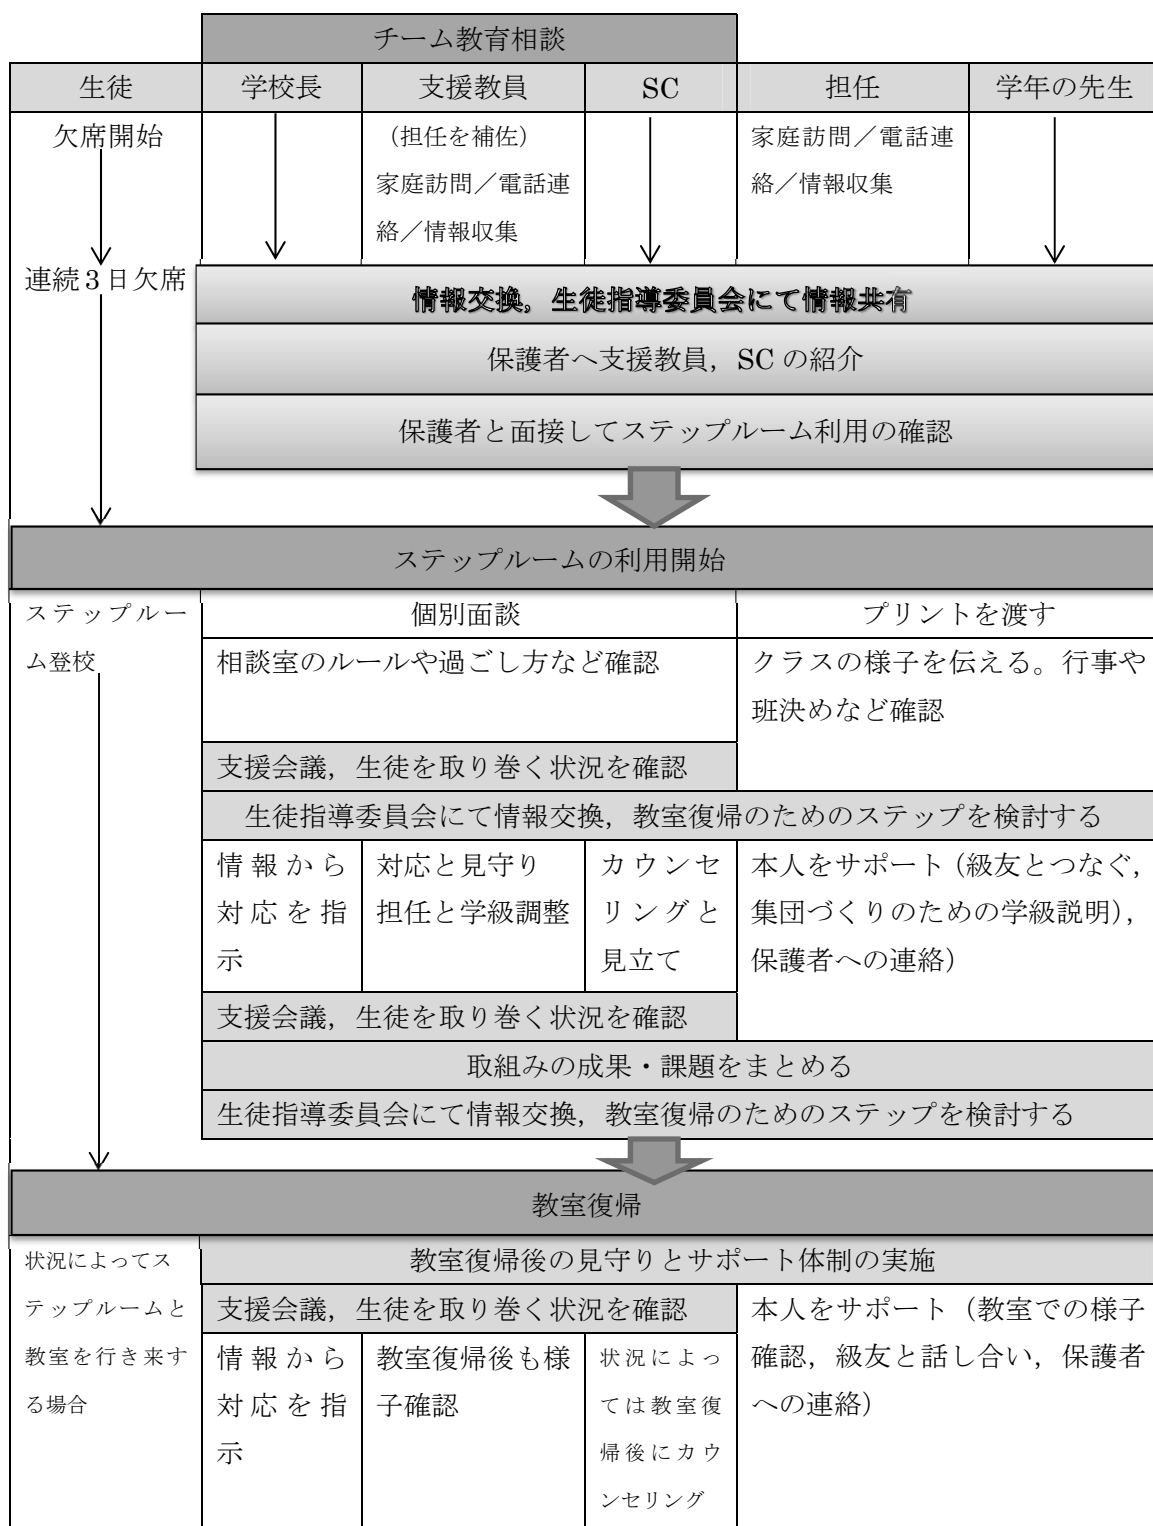 チーム教育相談
生徒
学校長
支援教員
SC
担任
学年の先生
欠席開始
（担任を補佐）
家庭訪問／電話連
絡／情報収集
家庭訪問／電話連
絡／情報収集
連続３日欠席
情報交換，生徒指導委員会にて情報共有
保護者へ支援教員，SC の紹介
保護者と面接してステップルーム利用の確認
ステップルームの利用開始
ステップルー
ム登校
個別面談
プリントを渡す
相談室のルールや過ごし方など確認
クラスの様子を伝える。行事や
班決めなど確認
支援会議，生徒を取り巻く状況を確認
生徒指導委員会にて情報交換，教室復帰のためのステップを検討する
情報から
対応を指
示
対応と見守り
担任と学級調整
カウンセ
リングと
見立て
本人をサポート（級友とつなぐ，
集団づくりのための学級説明），
保護者への連絡）
支援会議，生徒を取り巻く状況を確認
取組みの成果・課題をまとめる
生徒指導委員会にて情報交換，教室復帰のためのステップを検討する
教室復帰
状況によってス
テップルームと
教室を行き来す
る場合
教室復帰後の見守りとサポート体制の実施
支援会議，生徒を取り巻く状況を確認
情報から
対応を指
示
教室復帰後も様
子確認
状況によっ
ては教室復
帰後にカウ
ンセリング
本人をサポート（教室での様子
確認，級友と話し合い，保護者
への連絡）